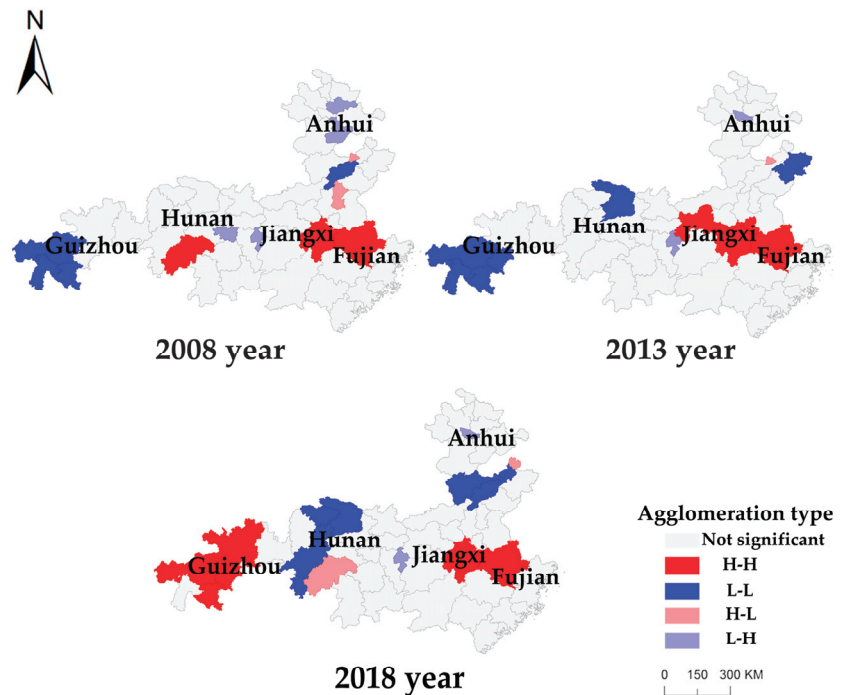 N
Anhui
Hunan
Guizhou
Jiangxi
Fujian
2008 year
Anhui
Hunan
Guizhou
Jiangxi
Fujian
2013 year
Anhui
Hunan
Guizhou
Jiangxi
Fujian
2018 year
Agglomeration type
Not significant
H-H
L-L
H-L
L-H
0 150 300 KM